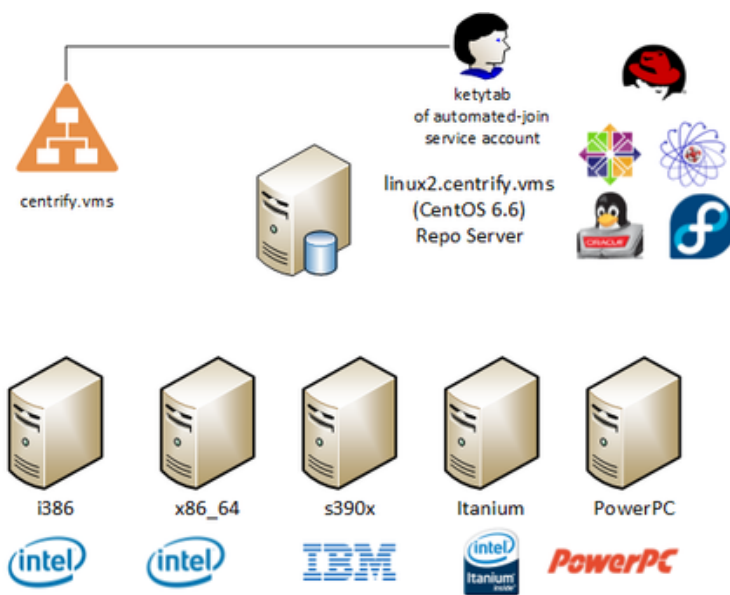 ketytab
of automated-join
service account
centrify.vms
linux2.centrify.vms
(CentOS 6.6)
Repo Server
ORACLE
i386
x86_64
s390x
Itanium
PowerPC
intel
intel
IBM
intel
Itanium
inside
PowerPC